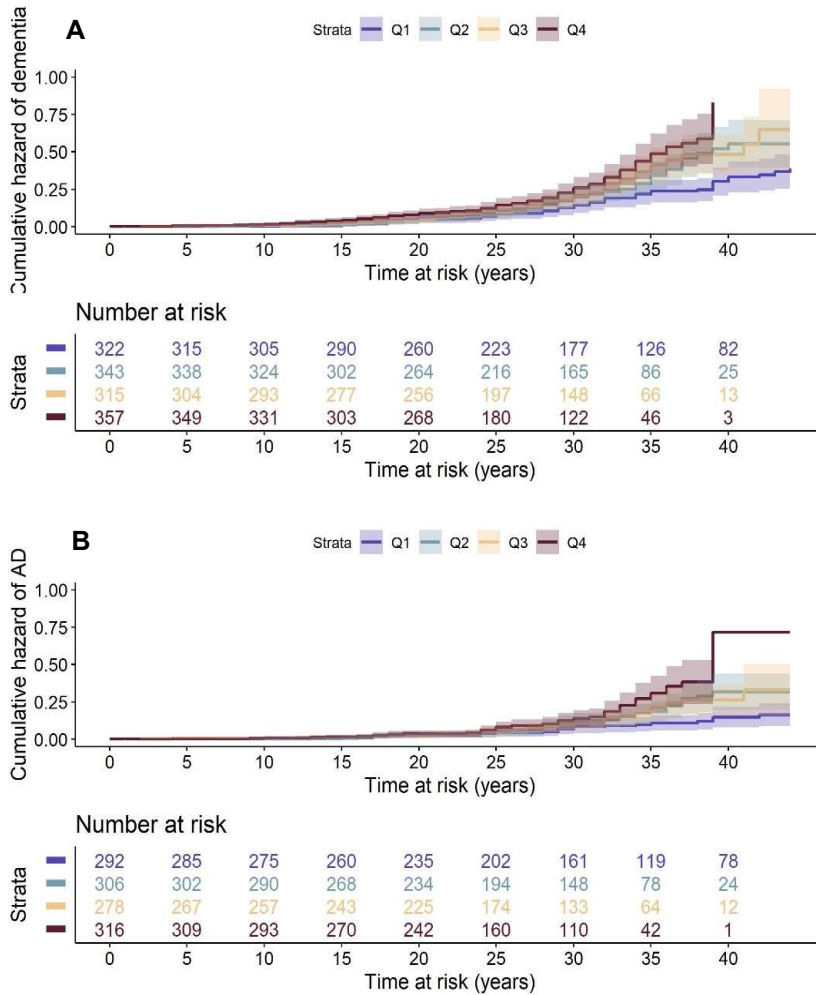 A
Strata Q1 Q2 Q3 Q4
Cumulative hazard of dementia
1.00
0.75
0.50
0.25
0.00
0 5 10 15 20 25 30 35 40
Time at risk (years)
Number at risk
Strata
322 315 305 290 260 223 177 126 82
343 338 324 302 264 216 165 86 25
315 304 293 277 256 197 148 66 13
357 349 331 303 268 180 122 46 3
0 5 10 15 20 25 30 35 40
Time at risk (years)
B
Strata Q1 Q2 Q3 Q4
Cumulative hazard of AD
1.00
0.75
0.50
0.25
0.00
0 5 10 15 20 25 30 35 40
Time at risk (years)
Number at risk
Strata
292 285 275 260 235 202 161 119 78
306 302 290 268 234 194 148 78 24
278 267 257 243 225 174 133 64 12
316 309 293 270 242 160 110 42 1
0 5 10 15 20 25 30 35 40
Time at risk (years)